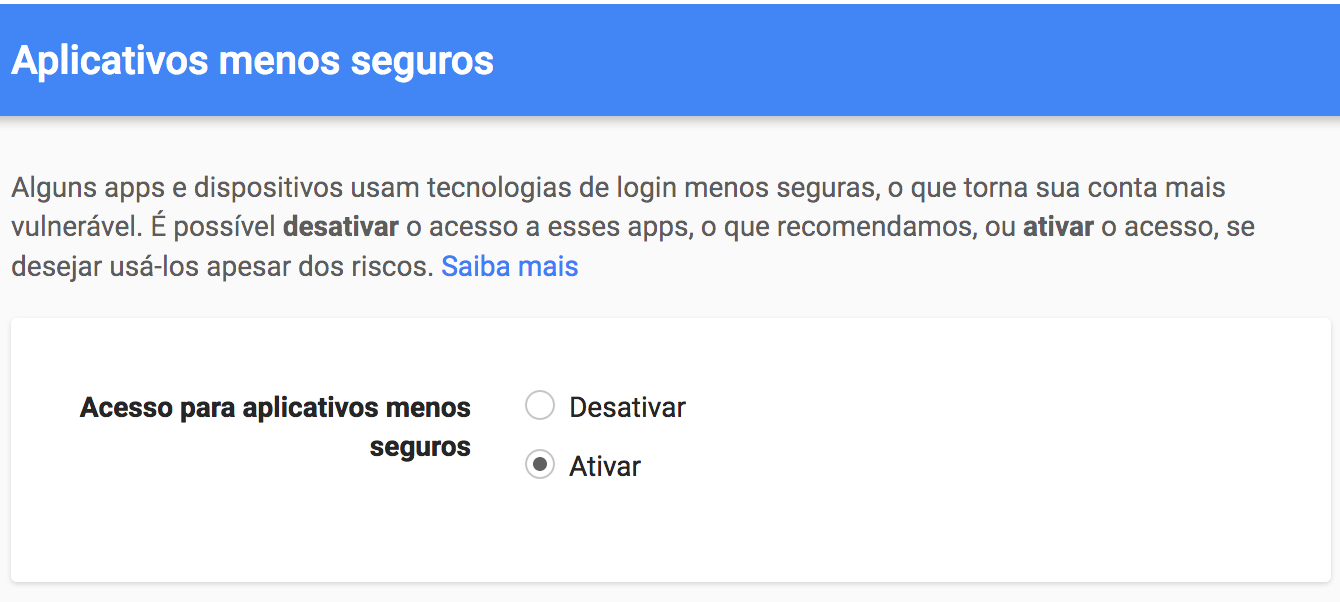 Aplicativos menos seguros
Alguns apps e dispositivos usam tecnologias de login menos seguras, o que torna sua conta mais
vulnerável. É possível desativar o acesso a esses apps, o que recomendamos, ou ativar o acesso, se
desejar usá-los apesar dos riscos. Saiba mais
Acesso para aplicativos menos
seguros
Desativar
Ativar